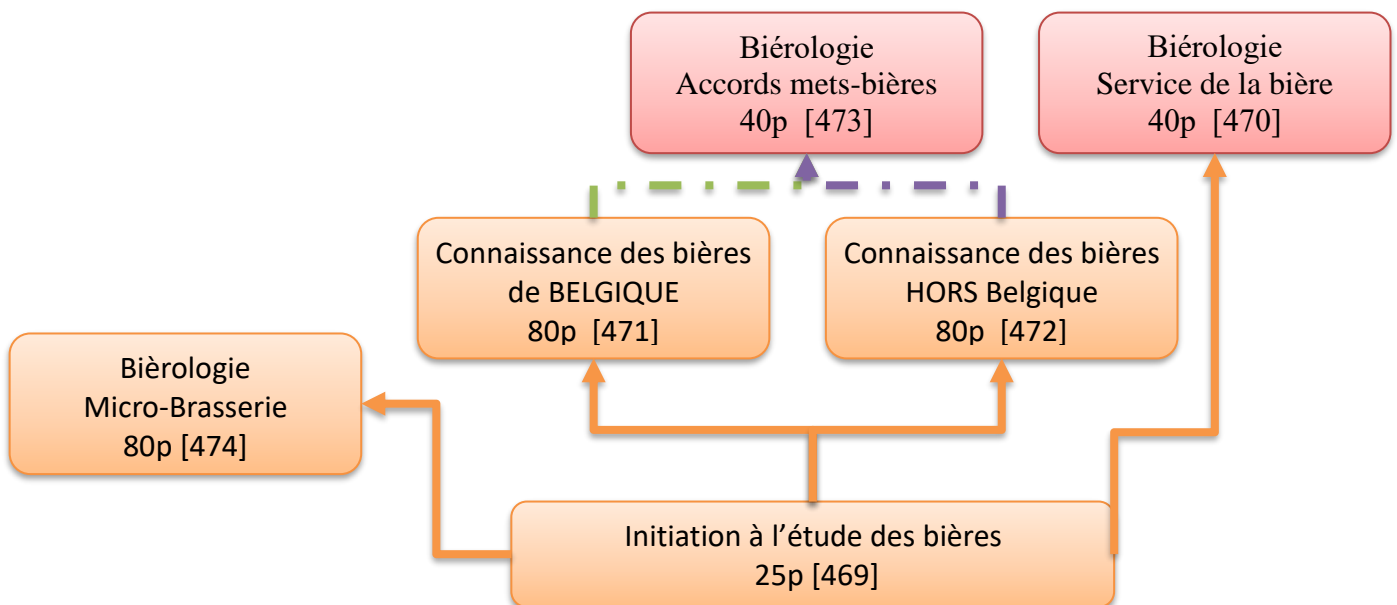 Biérologie
Accords mets-bières
40p [473]
Biérologie
Service de la bière
40p [470]
Connaissance des bières
de BELGIQUE
80p [471]
Connaissance des bières
HORS Belgique
80p [472]
Bièrologie
Micro-Brasserie
80p [474]
Initiation à l’étude des bières
25p [469]